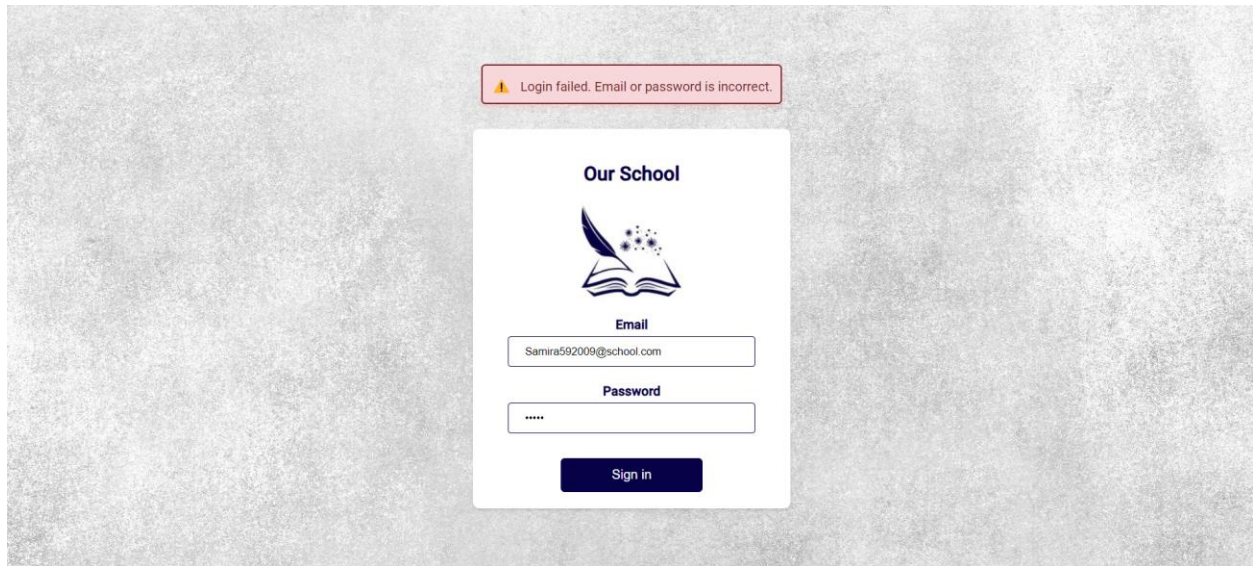 ⚠ Login failed. Email or password is incorrect.
Our School
Email
Samira592009@school.com
Password
•••••
Sign in